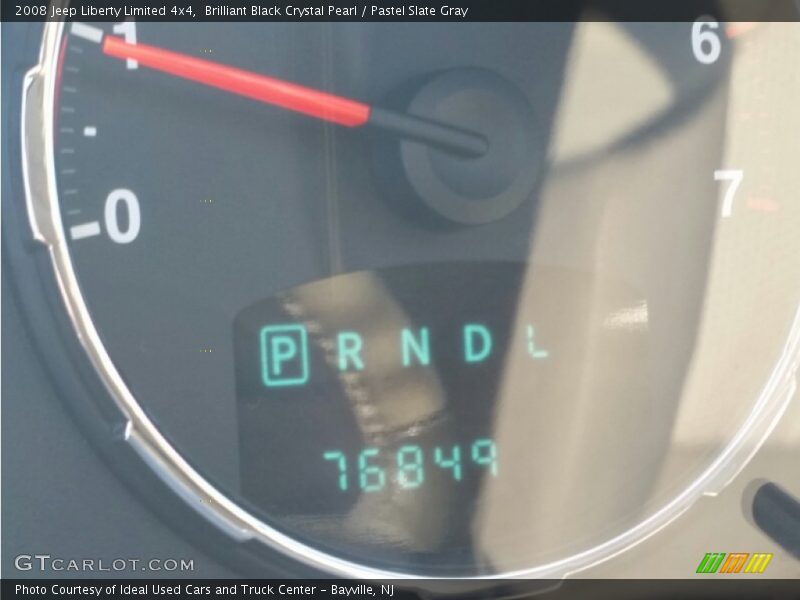 2008 Jeep Liberty Limited 4x4, Brilliant Black Crystal Pearl / Pastel Slate Gray
1
6
0
7
P R N D L
76849
GTCARLOT.COM
Photo Courtesy of Ideal Used Cars and Truck Center - Bayville, NJ